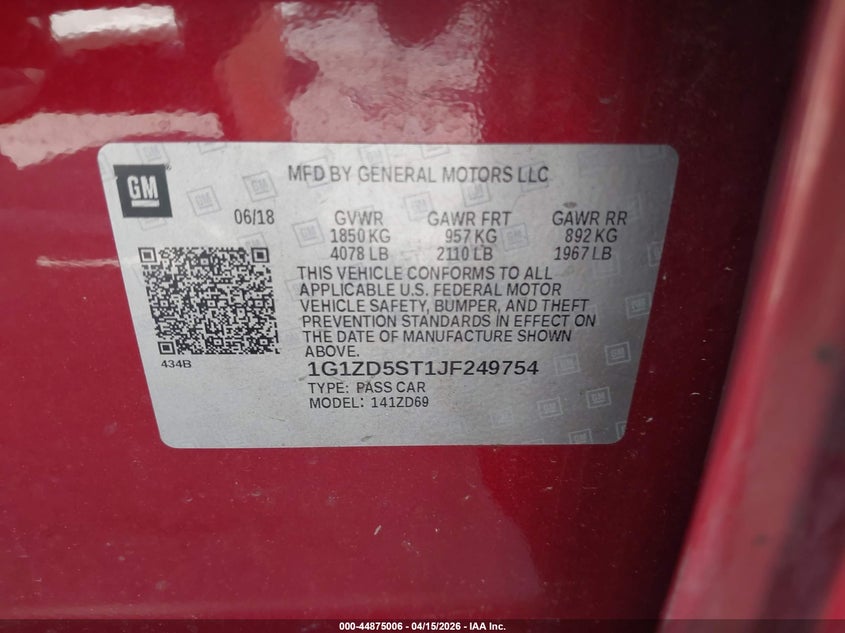 GM
MFD BY GENERAL MOTORS LLC
06/18 GVWR GAWR FRT GAWR RR
1850 KG 957 KG 892 KG
4078 LB 2110 LB 1967 LB
THIS VEHICLE CONFORMS TO ALL
APPLICABLE U.S. FEDERAL MOTOR
VEHICLE SAFETY, BUMPER, AND THEFT
PREVENTION STANDARDS IN EFFECT ON
THE DATE OF MANUFACTURE SHOWN
ABOVE.
434B
1G1ZD5ST1JF249754
TYPE: PASS CAR
MODEL: 141ZD69
000-44875006 - 04/15/2026 - IAA Inc.